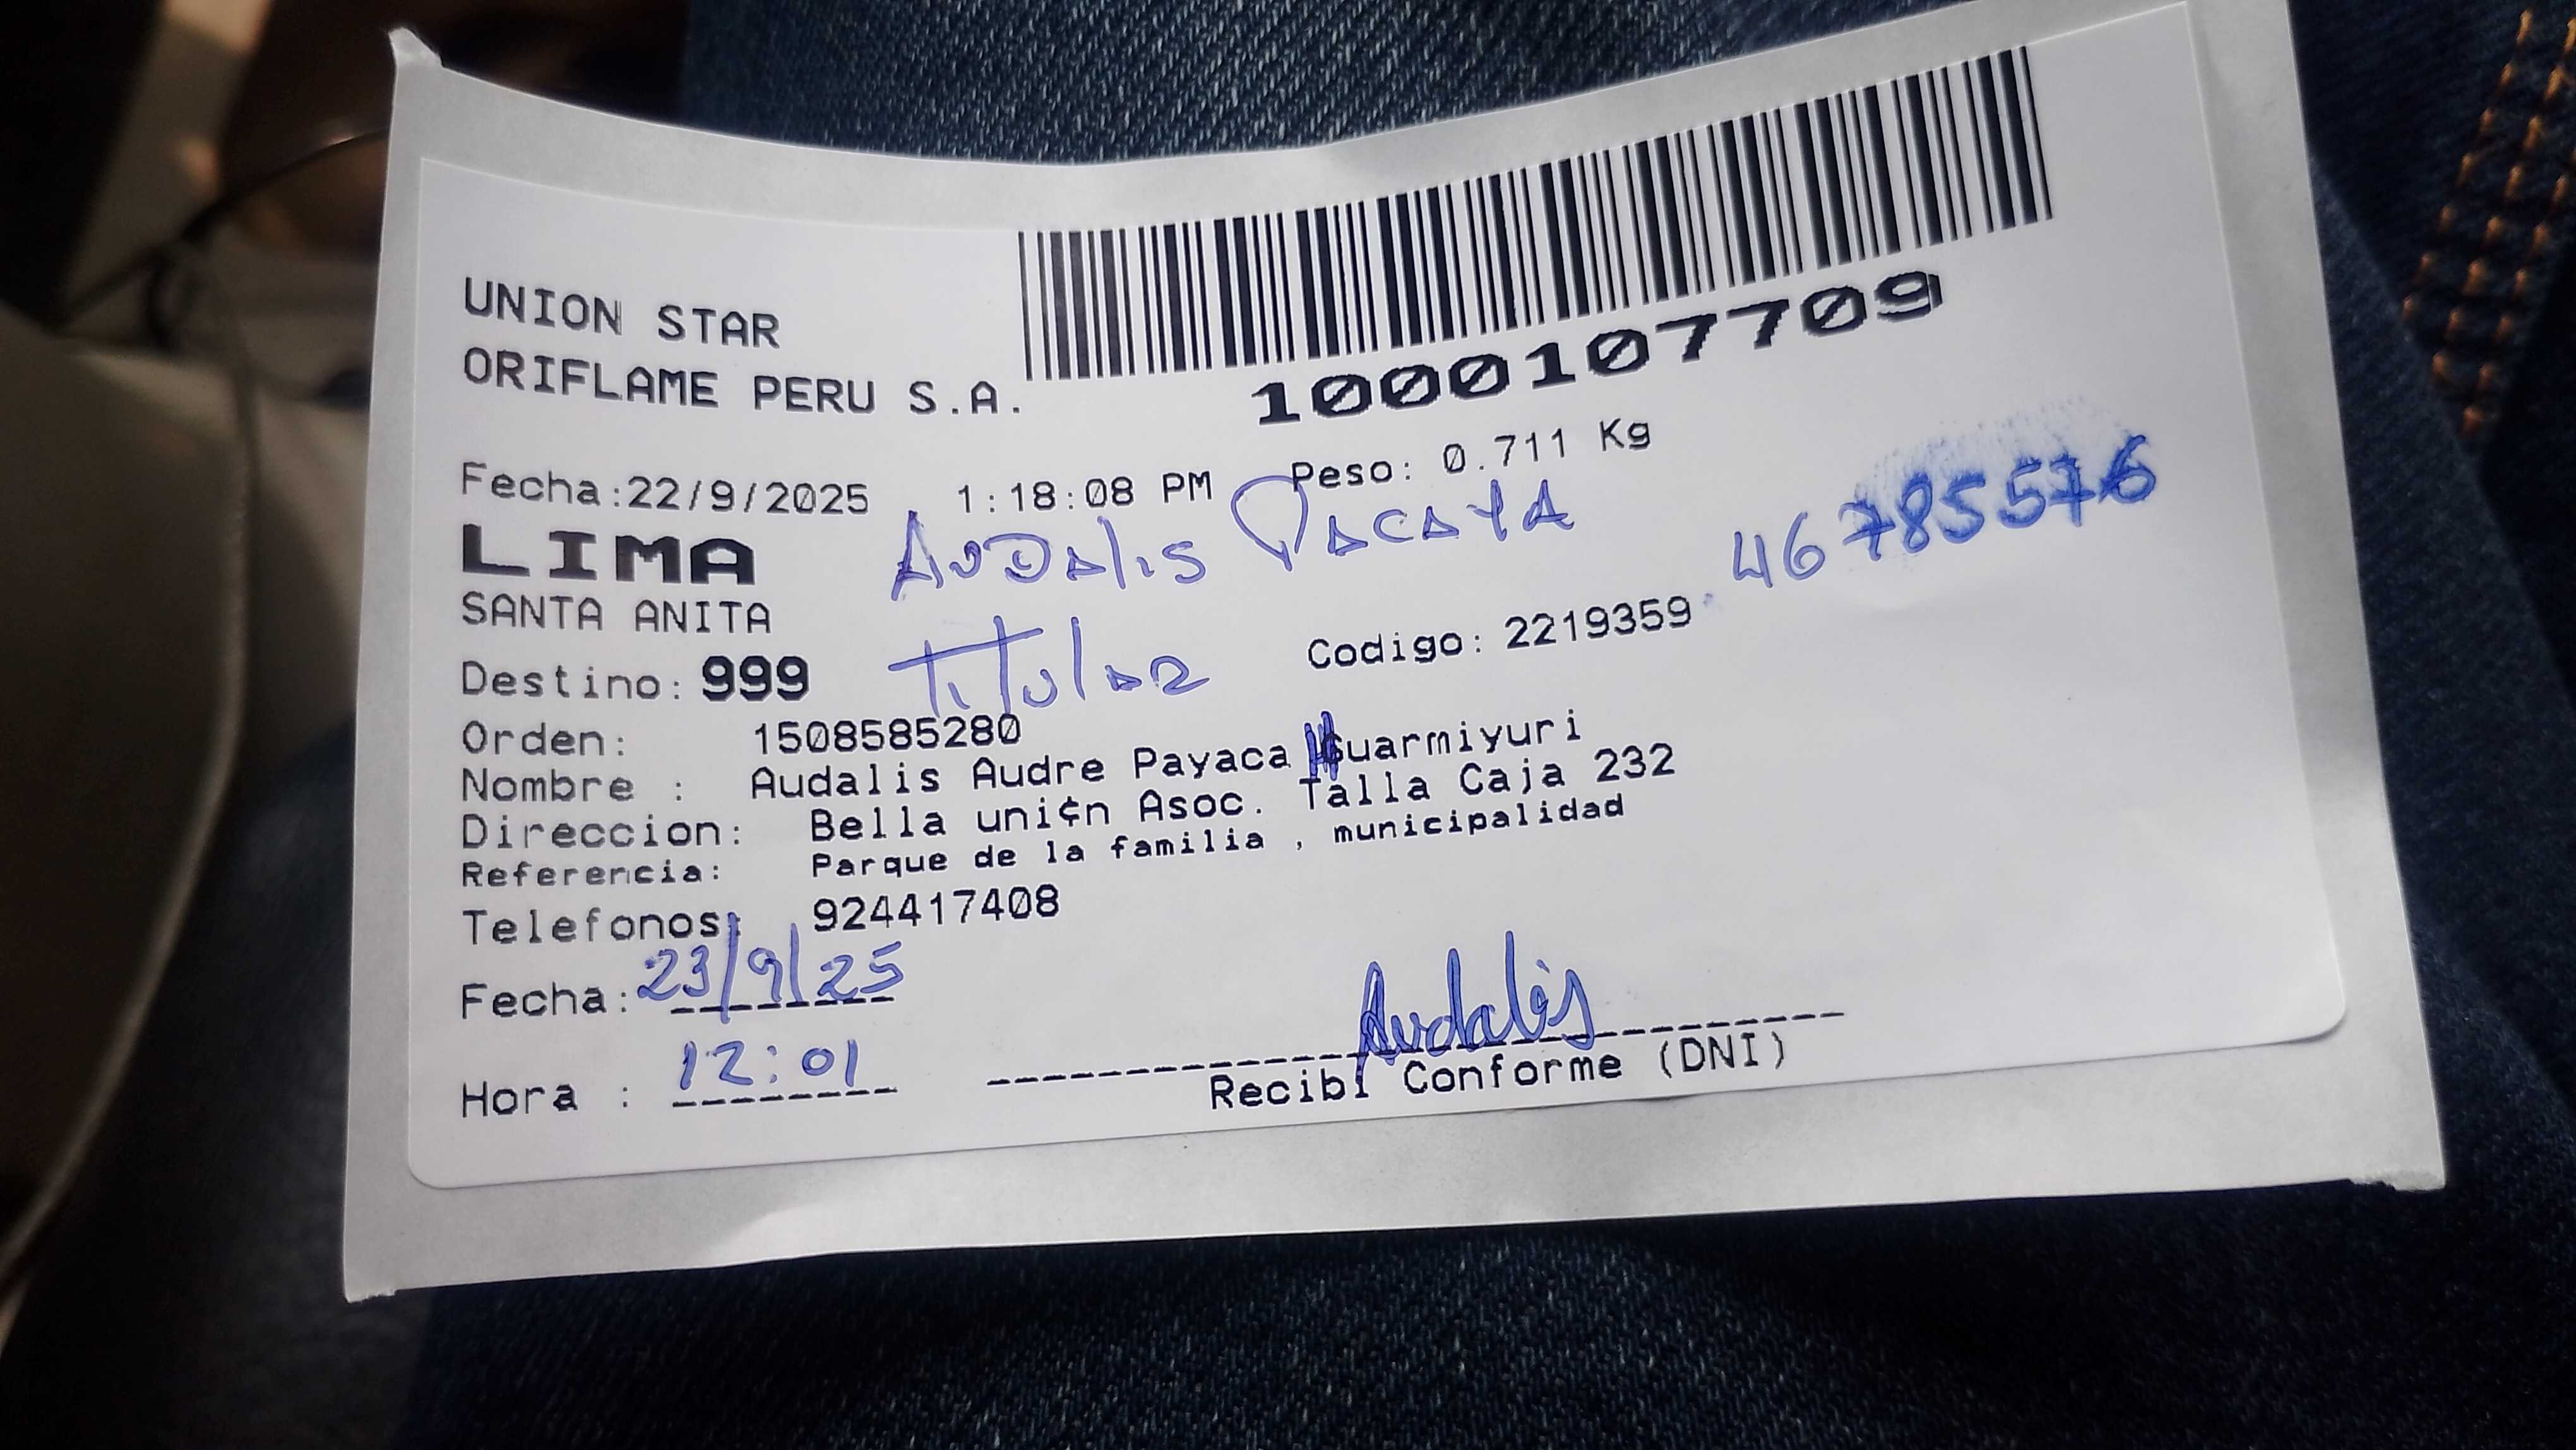 UNION STAR
ORIFLAME PERU S.A.
1000107709
Fecha:22/9/2025 1:18:08 PM Peso: 0.711 Kg
LIMA Audalis Pacaya 46785576
SANTA ANITA
Destino: 999 Titular Codigo: 2219359
Orden: 1508585280
Nombre : Audalis Audre Payaca Guarmiyuri
Direccion: Bella uni¢n Asoc. Talla Caja 232
Referencia: Parque de la familia , municipalidad
Telefonos: 924417408
Fecha: 23/9/25
Hora : 12:01
Audalis
Recibí Conforme (DNI)